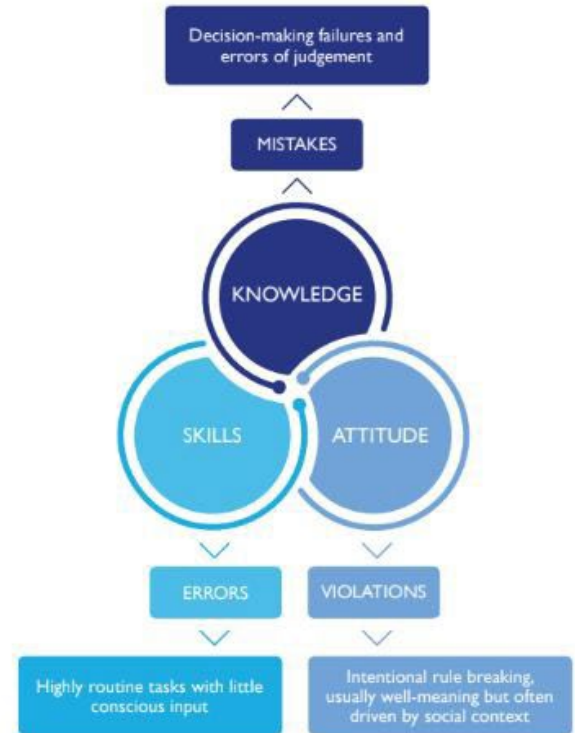 Decision-making failures and
errors of judgement
MISTAKES
KNOWLEDGE
SKILLS
ATTITUDE
ERRORS
VIOLATIONS
Highly routine tasks with little
conscious input
Intentional rule breaking,
usually well-meaning but often
driven by social context